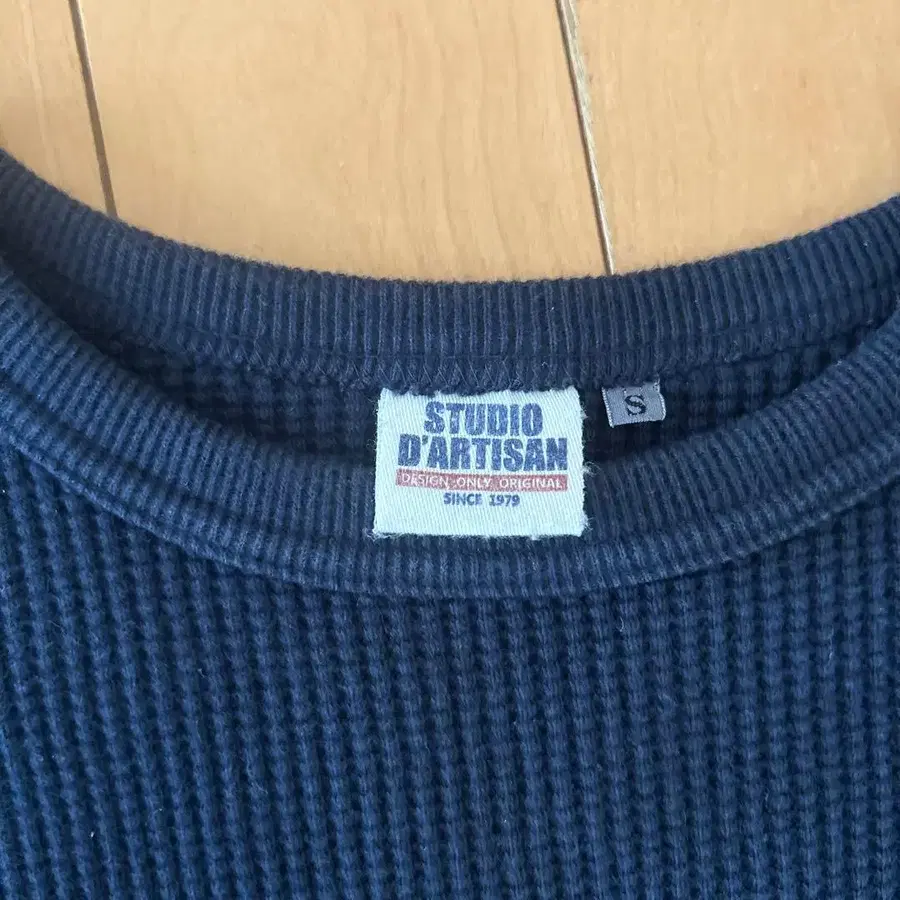 STUDIO
D'ARTISAN
DESIGN ONLY ORIGINAL
SINCE 1979
S